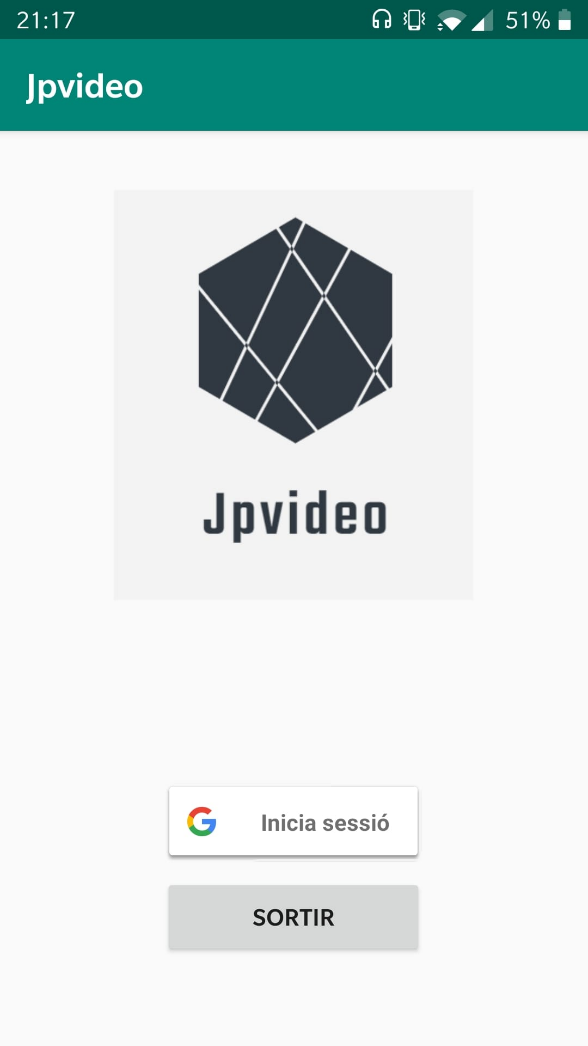 21:17
51%
Jpvideo
Jpvideo
Inicia sessió
SORTIR